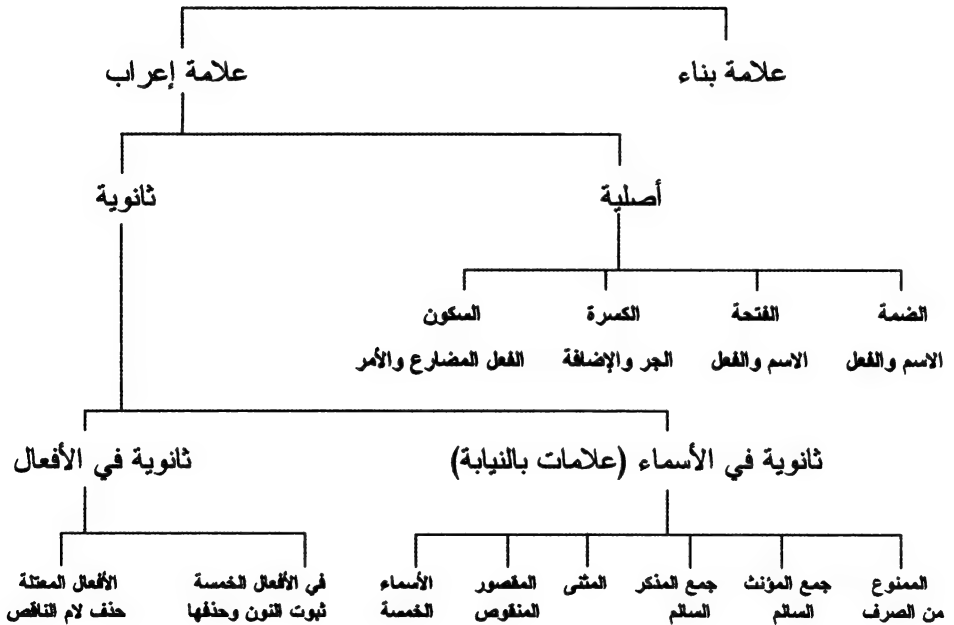 علامة بناء
علامة إعراب
أصلية
ثانوية
الضمة
الفتحة
الكسرة
السكون
الاسم والفعل
الاسم والفعل
الجر والإضافة
الفعل المضارع والأمر
ثانوية في الأسماء (علامات بالنيابة)
ثانوية في الأفعال
الممنوع
من الصرف
جمع المؤنث
السالم
جمع المذكر
السالم
المثنى
المقصور
المنقوص
الأسماء
الخمسة
في الأفعال الخمسة
ثبوت النون وحذفها
الأفعال المعتلة
حذف لام الناقص